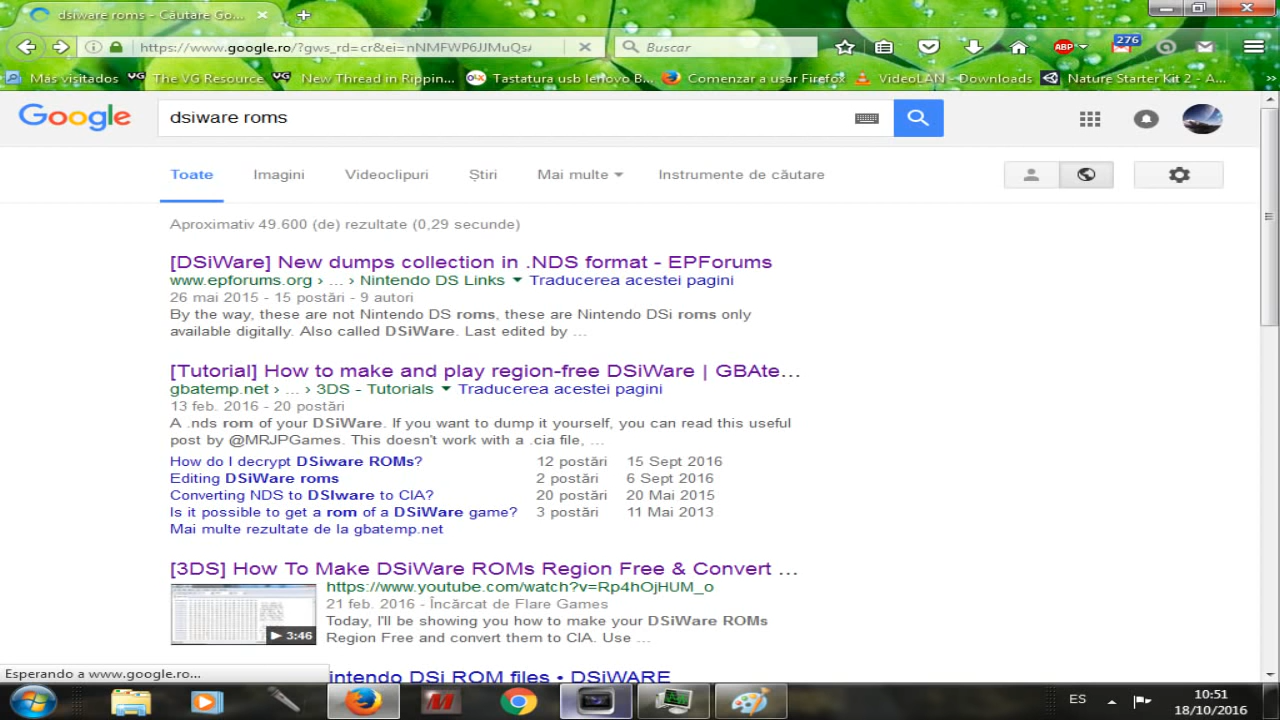 dsiware roms - Căutare Go...
https://www.google.ro/?gws_rd=cr&ei=nNMFWP6JJMuQs
Buscar
ABP
276
Más visitados
VG The VG Resource
VG New Thread in Rippin...
OLX Tastatura usb lenovo B...
Comenzar a usar Firefox
VideoLAN - Downloads
Nature Starter Kit 2 - A...
Google
dsiware roms
Toate
Imagini
Videoclipuri
Știri
Mai multe
Instrumente de căutare
Aproximativ 49.600 (de) rezultate (0,29 secunde)
[DSiWare] New dumps collection in .NDS format - EPForums
www.epforums.org › ... › Nintendo DS Links Traducerea acestei pagini
26 mai 2015 - 15 postări - 9 autori
By the way, these are not Nintendo DS roms, these are Nintendo DSi roms only
available digitally. Also called DSiWare. Last edited by ...
[Tutorial] How to make and play region-free DSiWare | GBAte...
gbatemp.net › ... › 3DS - Tutorials Traducerea acestei pagini
13 feb. 2016 - 20 postări
A .nds rom of your DSiWare. If you want to dump it yourself, you can read this useful
post by @MRJPGames. This doesn't work with a .cia file, ...
How do I decrypt DSiware ROMs? 12 postări 15 Sept 2016
Editing DSiWare roms 2 postări 6 Sept 2016
Converting NDS to DSIware to CIA? 20 postări 20 Mai 2015
Is it possible to get a rom of a DSiWare game? 3 postări 11 Mai 2013
Mai multe rezultate de la gbatemp.net
[3DS] How To Make DSiWare ROMs Region Free & Convert ...
https://www.youtube.com/watch?v=Rp4hOjHUM_o
21 feb. 2016 - Încărcat de Flare Games
Today, I'll be showing you how to make your DSiWare ROMs
Region Free and convert them to CIA. Use ...
3:46
Esperando a www.google.ro...
intendo DSi ROM files • DSiWARE
ES
10:51
18/10/2016